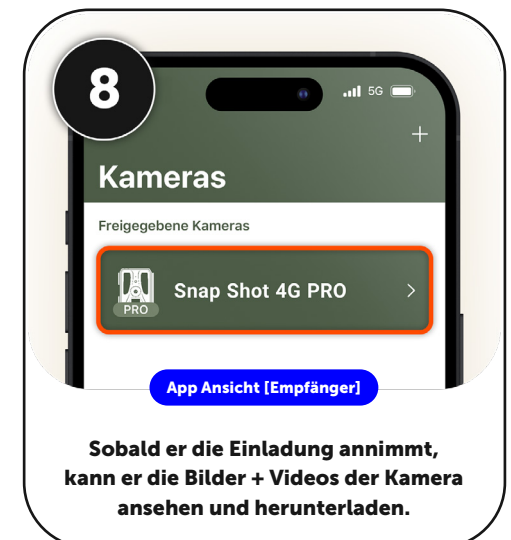 8
5G
+
Kameras
Freigegebene Kameras
PRO
Snap Shot 4G PRO
App Ansicht [Empfänger]
Sobald er die Einladung annimmt,
kann er die Bilder + Videos der Kamera
ansehen und herunterladen.